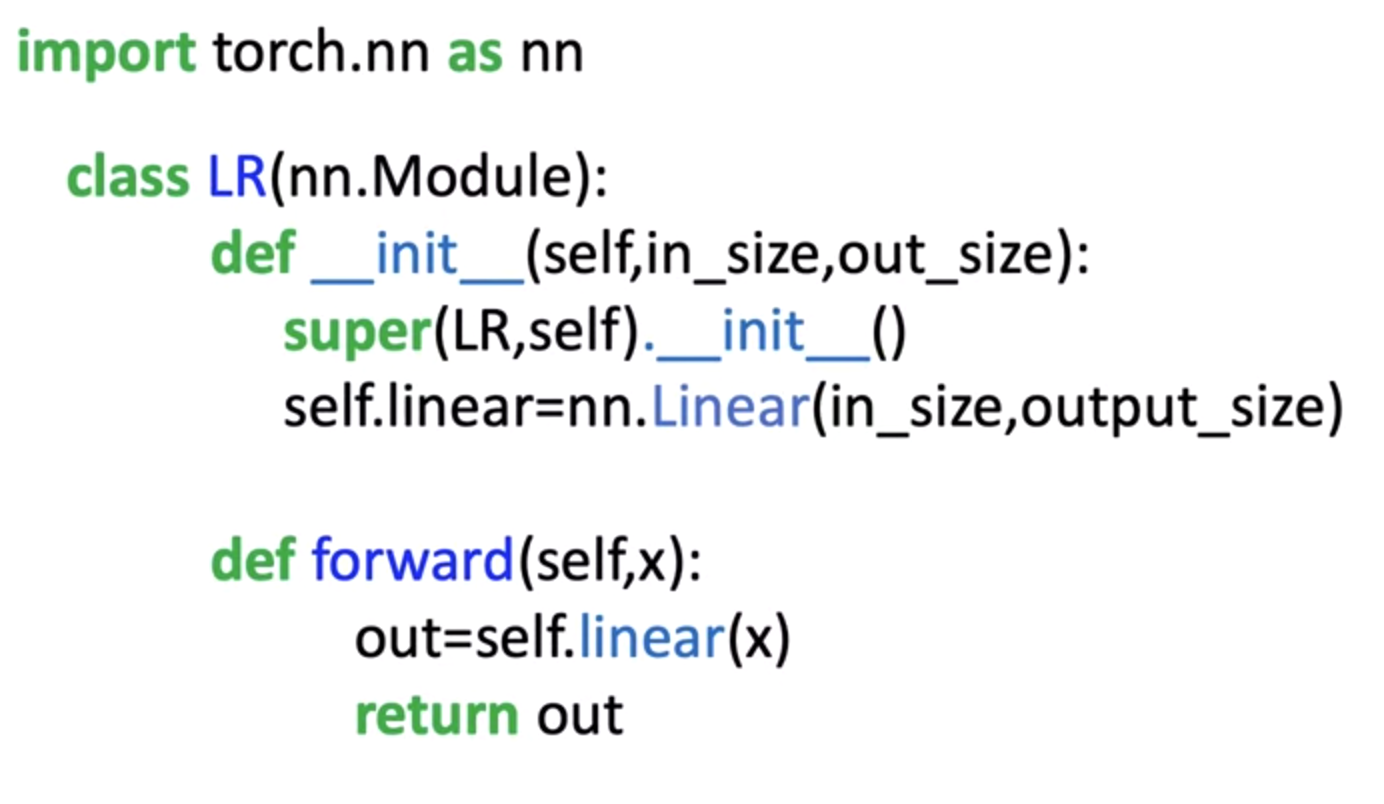 import torch.nn as nn
class LR(nn.Module):
def __init__(self,in_size,out_size):
super(LR,self).__init__()
self.linear=nn.Linear(in_size,output_size)
def forward(self,x):
out=self.linear(x)
return out